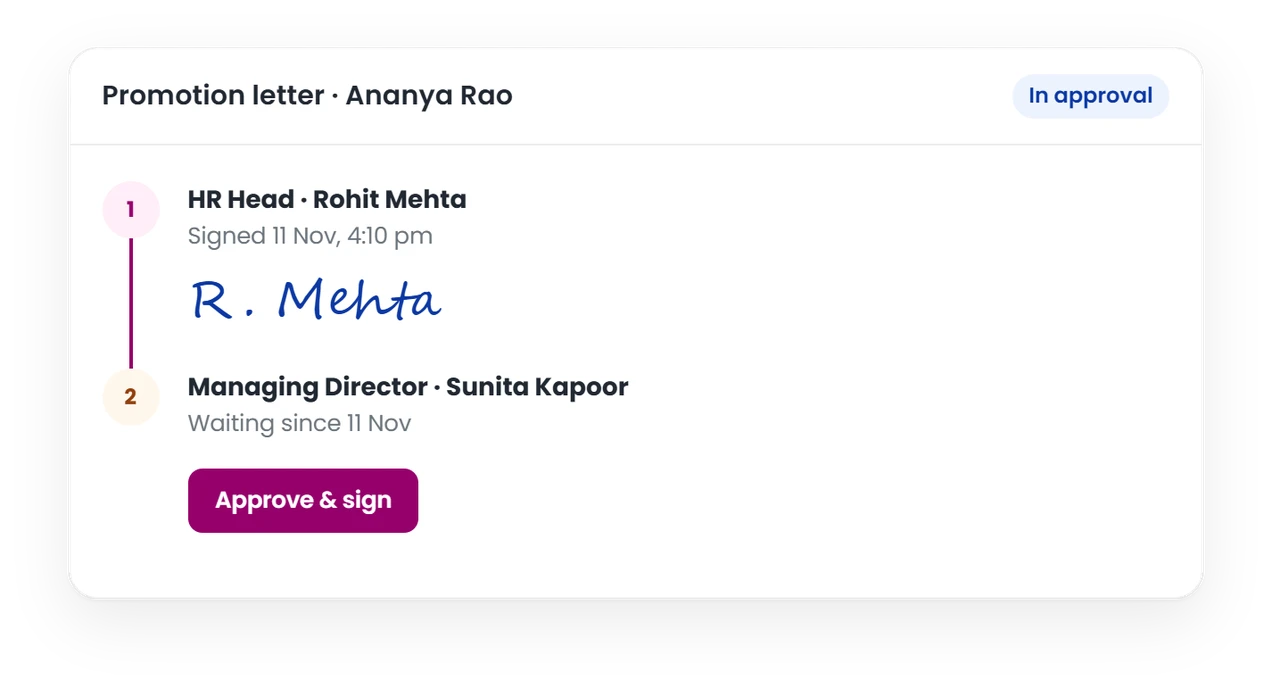 Promotion letter · Ananya Rao
In approval
1
HR Head · Rohit Mehta
Signed 11 Nov, 4:10 pm
R. Mehta
2
Managing Director · Sunita Kapoor
Waiting since 11 Nov
Approve & sign